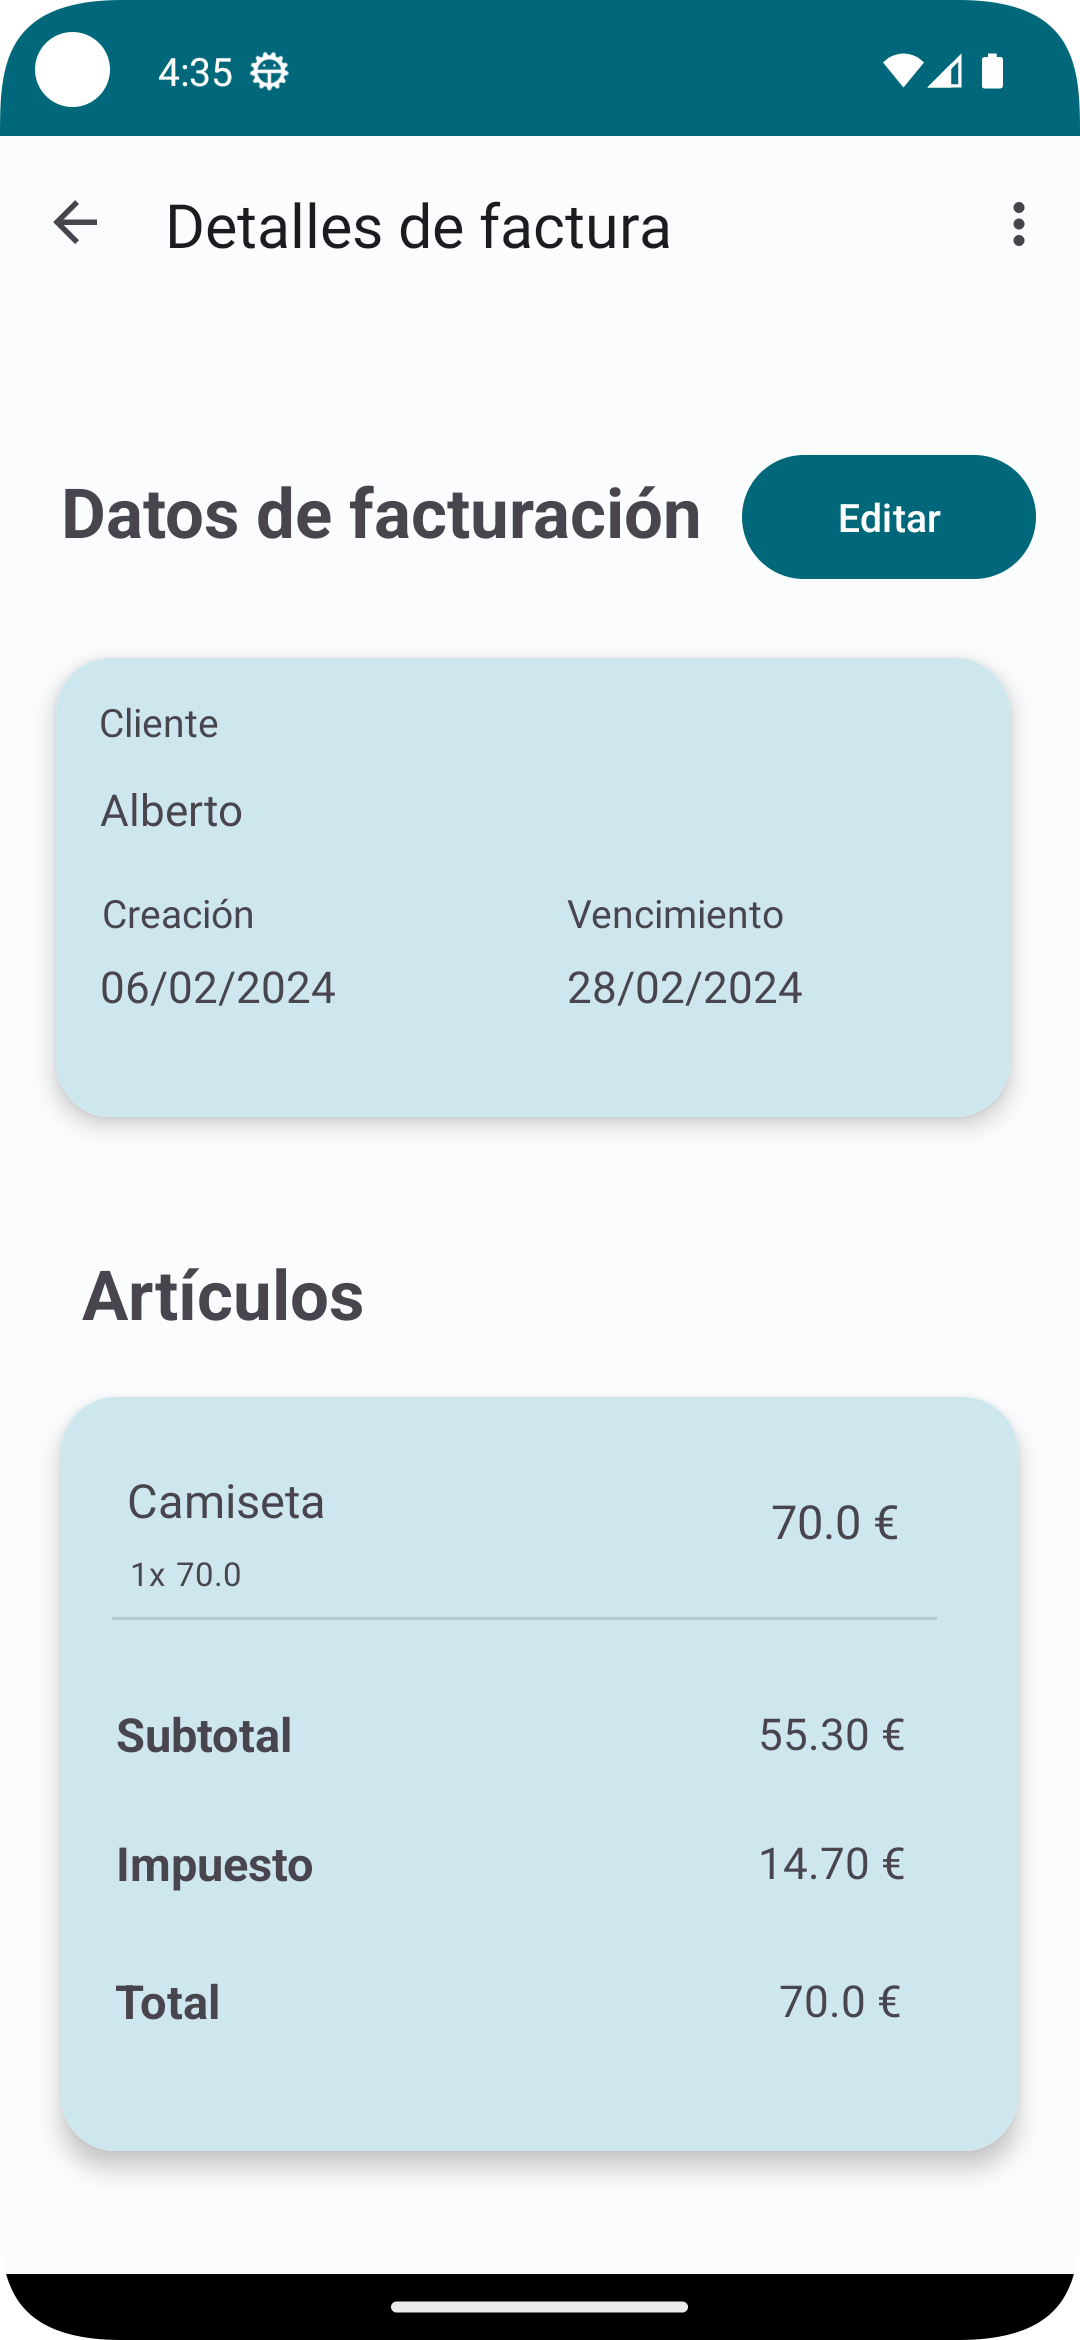 4:35
Detalles de factura
Datos de facturación
Editar
Cliente
Alberto
Creación
Vencimiento
06/02/2024
28/02/2024
Artículos
Camiseta
70.0 €
1x 70.0
Subtotal
55.30 €
Impuesto
14.70 €
Total
70.0 €